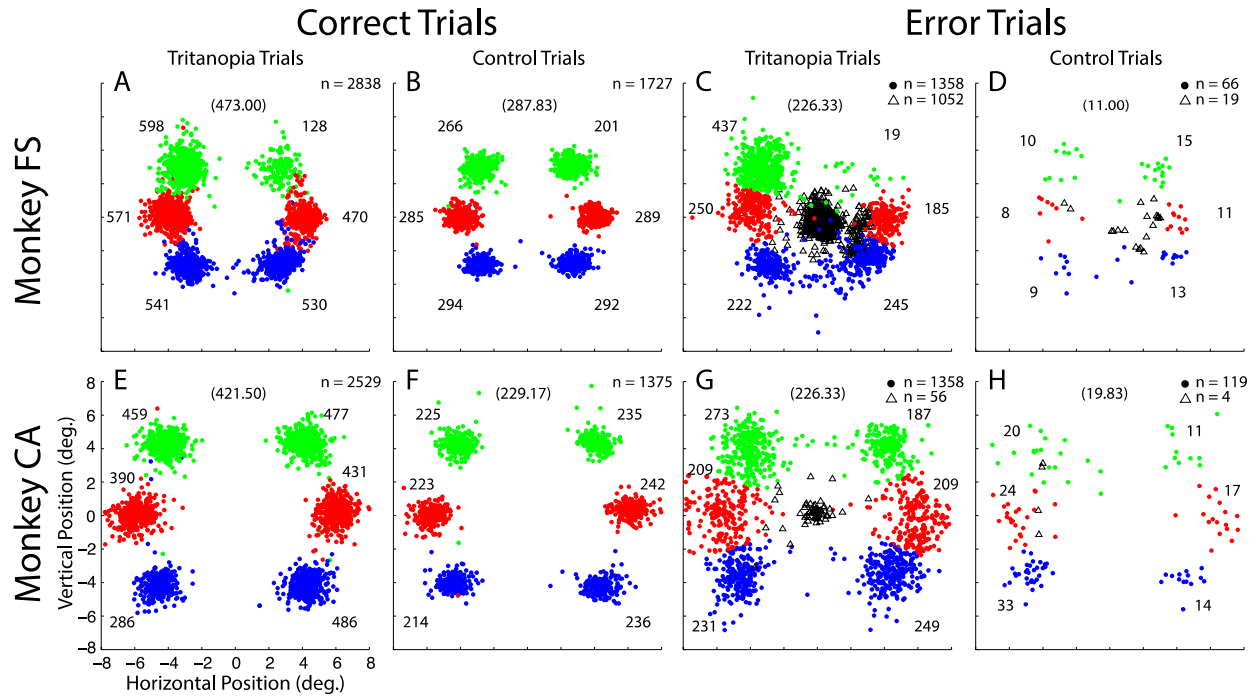 Correct Trials
Error Trials
Tritanopia Trials
Control Trials
Tritanopia Trials
Control Trials
Monkey FS
A
n = 2838
(473.00)
598
128
571
470
541
530
B
n = 1727
(287.83)
266
201
285
289
294
292
C
● n = 1358
△ n = 1052
(226.33)
437
19
250
185
222
245
D
● n = 66
△ n = 19
(11.00)
10
15
8
11
9
13
Monkey CA
E
n = 2529
(421.50)
459
477
390
431
286
486
F
n = 1375
(229.17)
225
235
223
242
214
236
G
● n = 1358
△ n = 56
(226.33)
273
187
209
209
231
249
H
● n = 119
△ n = 4
(19.83)
20
11
24
17
33
14
Vertical Position (deg.)
8
6
4
2
0
−2
−4
−6
−8
−8 −6 −4 −2 0 2 4 6 8
Horizontal Position (deg.)